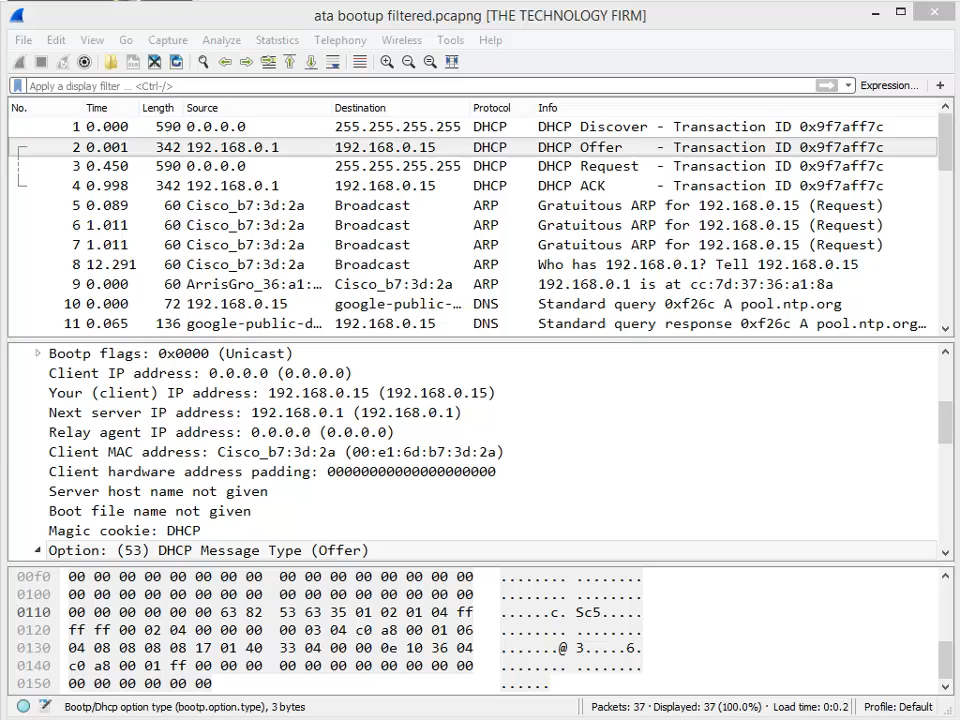 ata bootup filtered.pcapng [THE TECHNOLOGY FIRM]
File Edit View Go Capture Analyze Statistics Telephony Wireless Tools Help
Apply a display filter ... <Ctrl-/> Expression... +
No. Time Length Source Destination Protocol Info
1 0.000 590 0.0.0.0 255.255.255.255 DHCP DHCP Discover - Transaction ID 0x9f7aff7c
2 0.001 342 192.168.0.1 192.168.0.15 DHCP DHCP Offer - Transaction ID 0x9f7aff7c
3 0.450 590 0.0.0.0 255.255.255.255 DHCP DHCP Request - Transaction ID 0x9f7aff7c
4 0.998 342 192.168.0.1 192.168.0.15 DHCP DHCP ACK - Transaction ID 0x9f7aff7c
5 0.089 60 Cisco_b7:3d:2a Broadcast ARP Gratuitous ARP for 192.168.0.15 (Request)
6 1.011 60 Cisco_b7:3d:2a Broadcast ARP Gratuitous ARP for 192.168.0.15 (Request)
7 1.011 60 Cisco_b7:3d:2a Broadcast ARP Gratuitous ARP for 192.168.0.15 (Request)
8 12.291 60 Cisco_b7:3d:2a Broadcast ARP Who has 192.168.0.1? Tell 192.168.0.15
9 0.000 60 ArrisGro_36:a1:… Cisco_b7:3d:2a ARP 192.168.0.1 is at cc:7d:37:36:a1:8a
10 0.000 72 192.168.0.15 google-public-… DNS Standard query 0xf26c A pool.ntp.org
11 0.065 136 google-public-d… 192.168.0.15 DNS Standard query response 0xf26c A pool.ntp.org…
Bootp flags: 0x0000 (Unicast)
Client IP address: 0.0.0.0 (0.0.0.0)
Your (client) IP address: 192.168.0.15 (192.168.0.15)
Next server IP address: 192.168.0.1 (192.168.0.1)
Relay agent IP address: 0.0.0.0 (0.0.0.0)
Client MAC address: Cisco_b7:3d:2a (00:e1:6d:b7:3d:2a)
Client hardware address padding: 00000000000000000000
Server host name not given
Boot file name not given
Magic cookie: DHCP
Option: (53) DHCP Message Type (Offer)
00f0 00 00 00 00 00 00 00 00 00 00 00 00 00 00 00 00 ........ ........
0100 00 00 00 00 00 00 00 00 00 00 00 00 00 00 00 00 ........ ........
0110 00 00 00 00 00 00 63 82 53 63 35 01 02 01 04 ff ......c. Sc5.....
0120 ff ff 00 02 04 00 00 00 00 03 04 c0 a8 00 01 06 ........ ........
0130 04 08 08 08 08 17 01 40 33 04 00 00 0e 10 36 04 .......@ 3.....6.
0140 c0 a8 00 01 ff 00 00 00 00 00 00 00 00 00 00 00 ........ ........
0150 00 00 00 00 00 00 ......
Bootp/Dhcp option type (bootp.option.type), 3 bytes Packets: 37 · Displayed: 37 (100.0%) · Load time: 0:0.2 Profile: Default